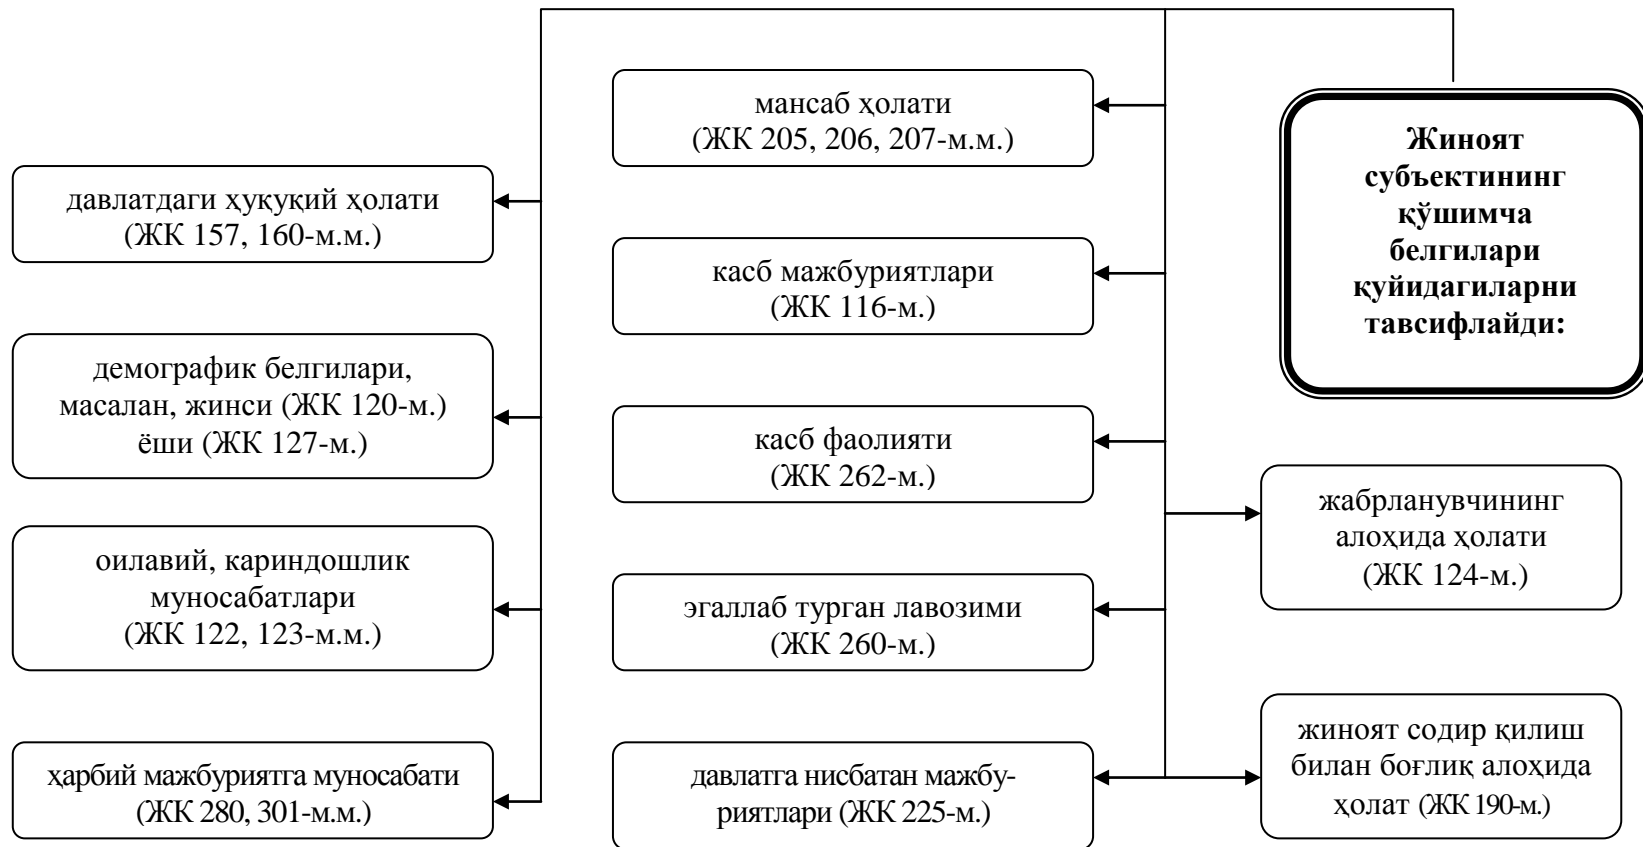 Жиноят
субъектининг
қўшимча
белгилари
қуйидагиларни
тавсифлайди:
давлатдаги ҳуқуқий ҳолати
(ЖК 157, 160-м.м.)
демографик белгилари,
масалан, жинси (ЖК 120-м.)
ёши (ЖК 127-м.)
оилавий, кариндошлик
муносабатлари
(ЖК 122, 123-м.м.)
ҳарбий мажбуриятга муносабати
(ЖК 280, 301-м.м.)
мансаб ҳолати
(ЖК 205, 206, 207-м.м.)
касб мажбуриятлари
(ЖК 116-м.)
касб фаолияти
(ЖК 262-м.)
эгаллаб турган лавозими
(ЖК 260-м.)
давлатга нисбатан мажбу-
риятлари (ЖК 225-м.)
жабрланувчининг
алоҳида ҳолати
(ЖК 124-м.)
жиноят содир қилиш
билан боғлиқ алоҳида
ҳолат (ЖК 190-м.)